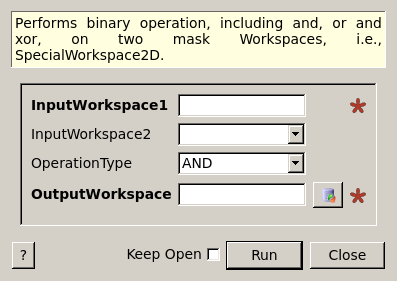 Performs binary operation, including and, or and
xor, on two mask Workspaces, i.e.,
SpecialWorkspace2D.
InputWorkspace1
InputWorkspace2
OperationType AND
OutputWorkspace
? Keep Open Run Close